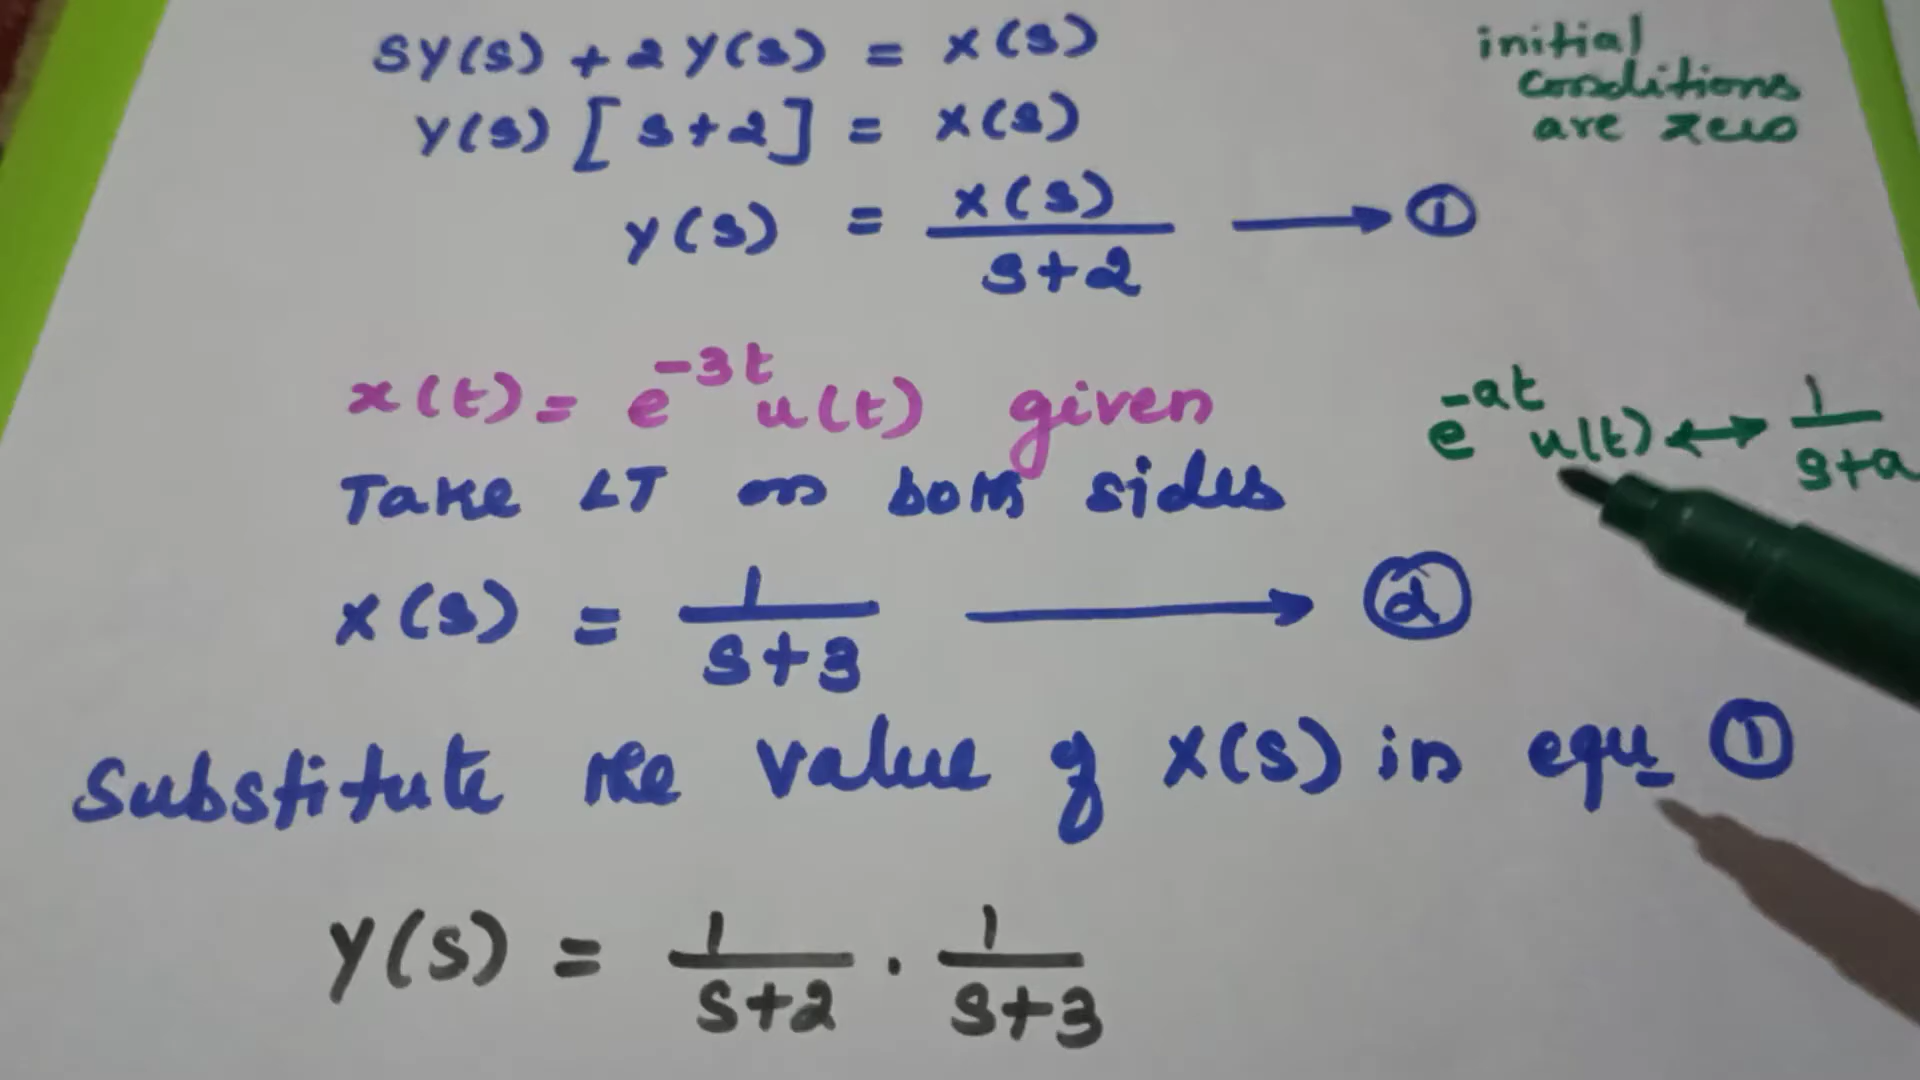 sY(s) + 2Y(s) = X(s)
initial
conditions
are zero
Y(s) [s+2] = X(s)
Y(s) = X(s) / s+2 → ①
x(t) = e^-3t u(t) given
e^-at u(t) ↔ 1 / s+a
Take LT on both sides
X(s) = 1 / s+3 → ②
Substitute the value of X(s) in equ ①
Y(s) = 1 / s+2 . 1 / s+3